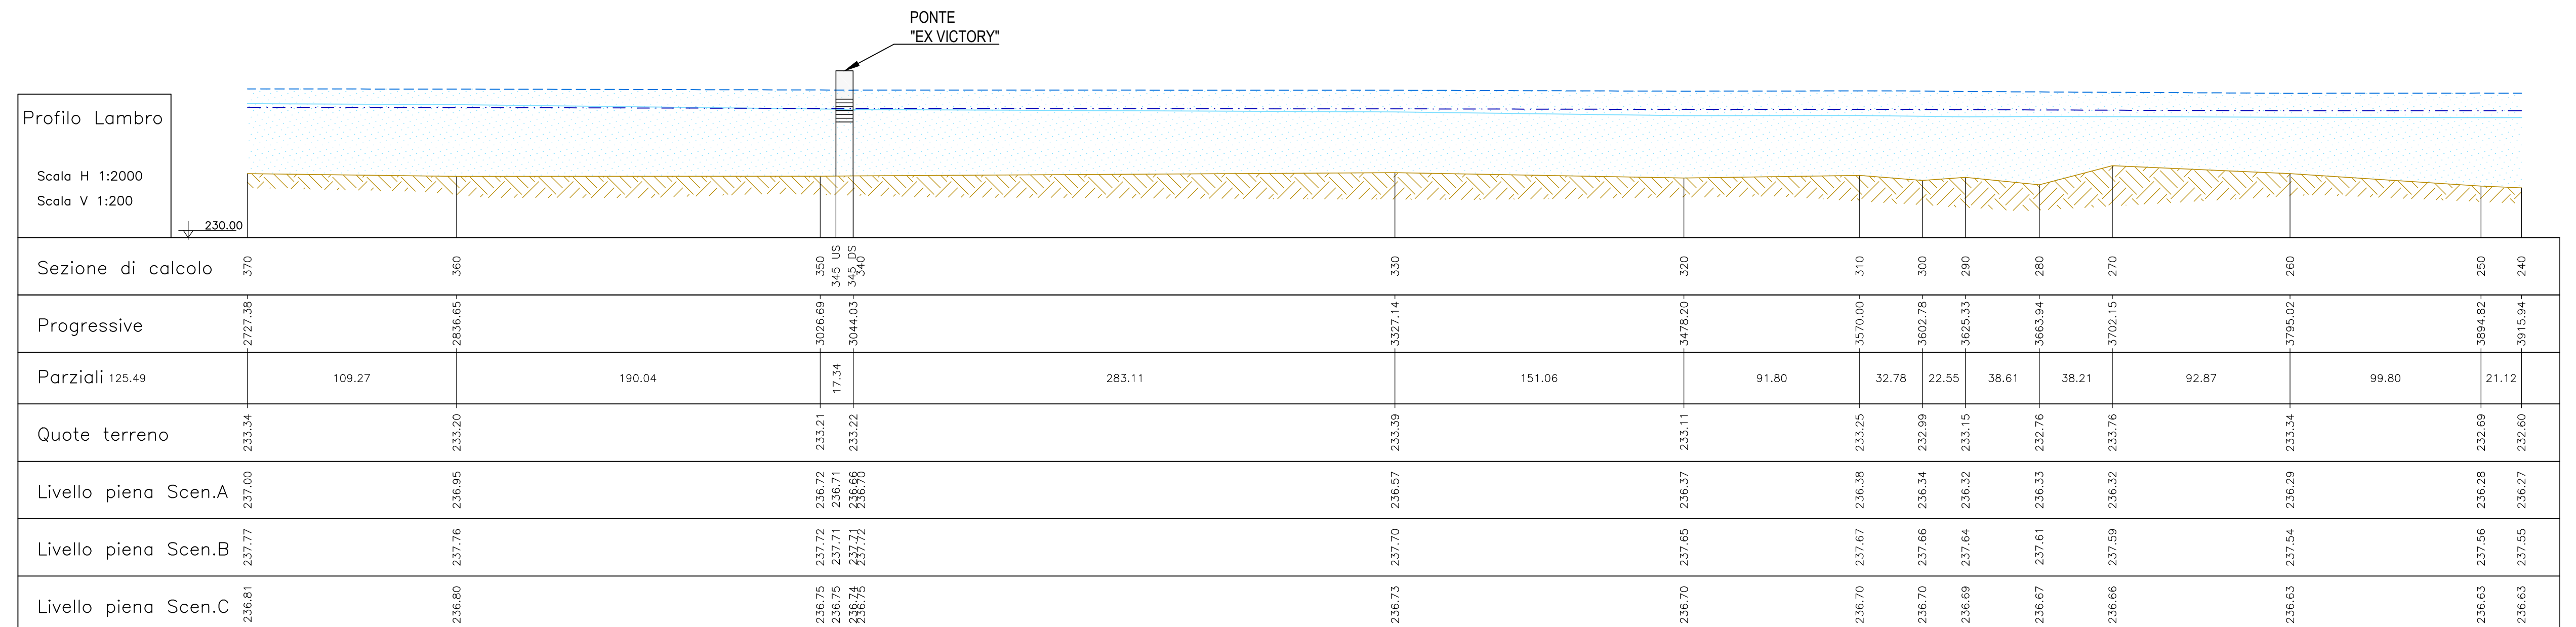 PONTE
"EX VICTORY"
Profilo Lambro
Scala H 1:2000
Scala V 1:200
230.00
Sezione di calcolo 370 360 350 345 US 345 DS 340 330 320 310 300 290 280 270 260 250 240
Progressive 2727.38 2836.65 3026.69 3044.03 3327.14 3478.20 3570.00 3602.78 3625.33 3663.94 3702.15 3795.02 3894.82 3915.94
Parziali 125.49 109.27 190.04 17.34 283.11 151.06 91.80 32.78 22.55 38.61 38.21 92.87 99.80 21.12
Quote terreno 233.34 233.20 233.21 233.22 233.39 233.11 233.25 232.99 233.15 232.76 233.76 233.34 232.69 232.60
Livello piena Scen.A 237.00 236.95 236.72 236.71 236.66 236.70 236.57 236.37 236.38 236.34 236.32 236.33 236.32 236.29 236.28 236.27
Livello piena Scen.B 237.77 237.76 237.72 237.71 237.71 237.72 237.70 237.65 237.67 237.66 237.64 237.61 237.59 237.54 237.56 237.55
Livello piena Scen.C 236.81 236.80 236.75 236.75 236.74 236.75 236.73 236.70 236.70 236.70 236.69 236.67 236.66 236.63 236.63 236.63